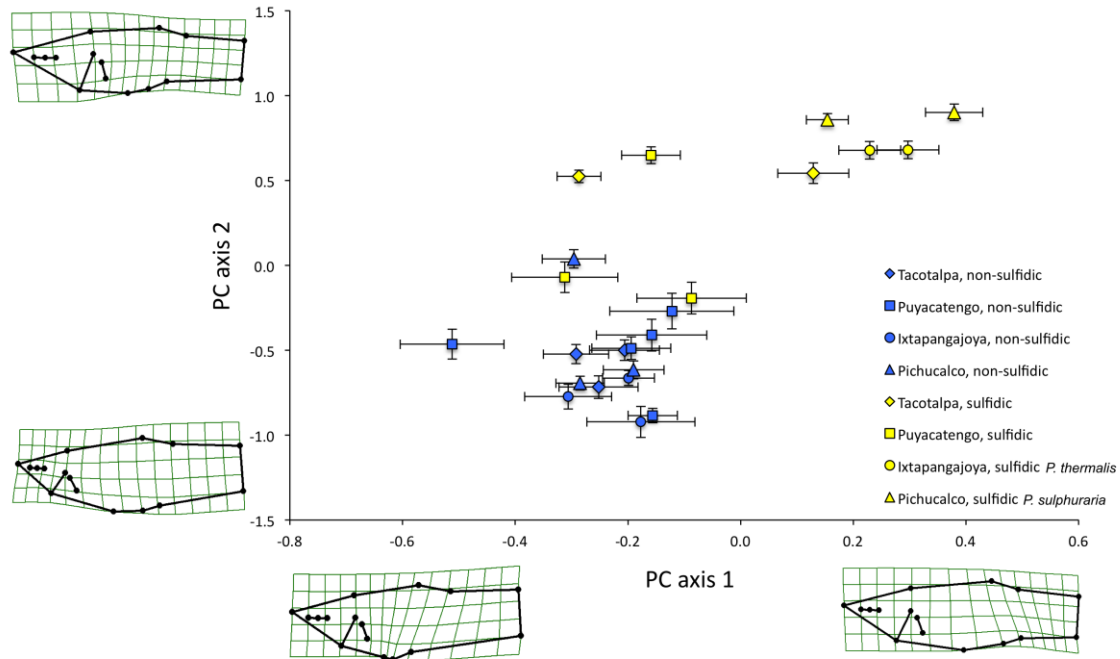 1.5
1.0
0.5
0.0
-0.5
-1.0
-1.5
PC axis 2
-0.8
-0.6
-0.4
-0.2
0.0
0.2
0.4
0.6
PC axis 1
Tacotalpa, non-sulfidic
Puyacatengo, non-sulfidic
Ixtapangajoya, non-sulfidic
Pichucalco, non-sulfidic
Tacotalpa, sulfidic
Puyacatengo, sulfidic
Ixtapangajoya, sulfidic P. thermalis
Pichucalco, sulfidic P. sulphuraria